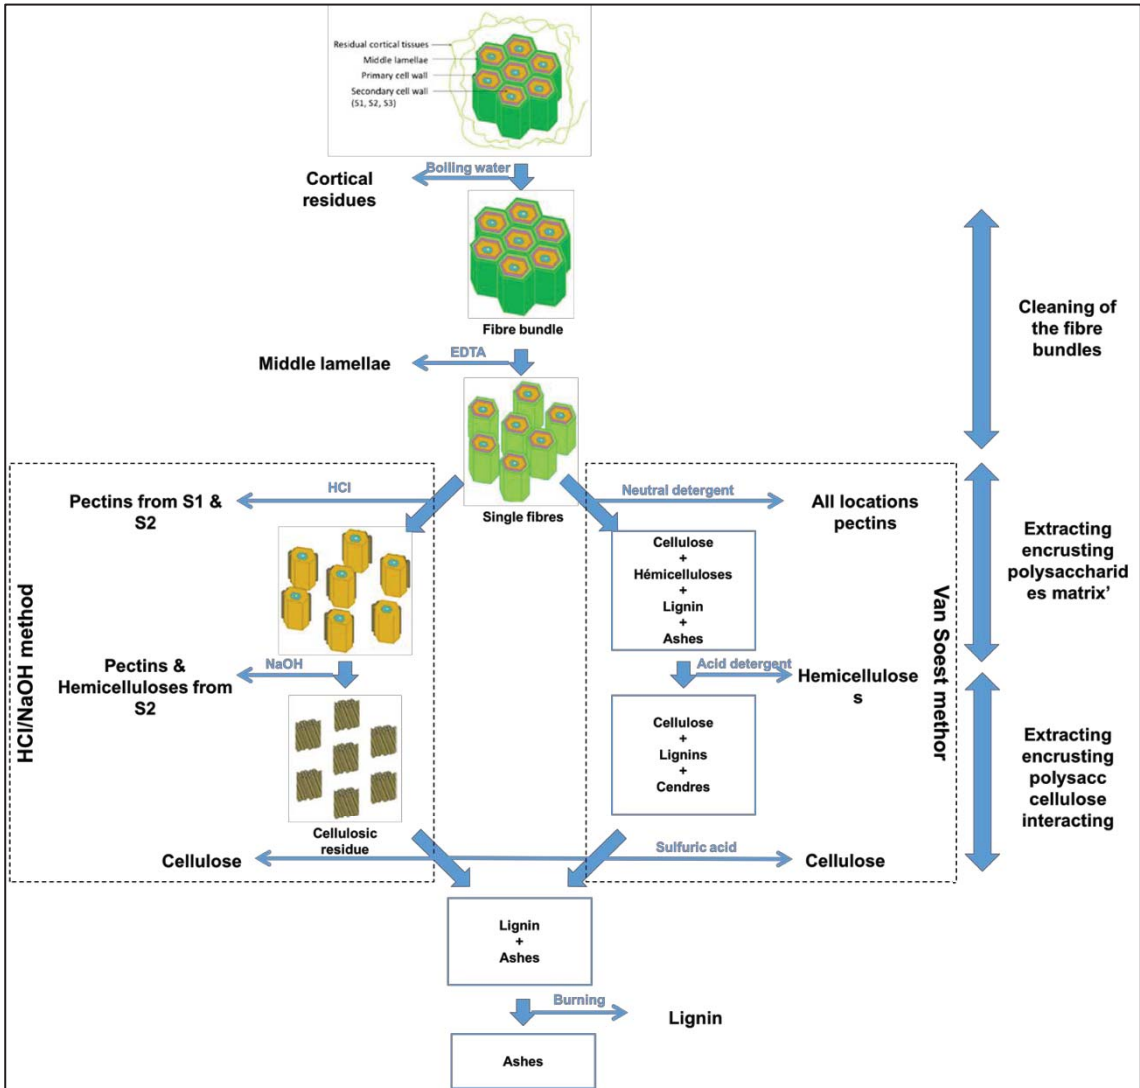 Residual cortical tissues
Middle lamellae
Primary cell wall
Secondary cell wall
(S1, S2, S3)
Boiling water
Cortical
residues
Fibre bundle
Cleaning of
the fibre
bundles
EDTA
Middle lamellae
Single fibres
HCl/NaOH method
HCl
Pectins from S1 &
S2
NaOH
Pectins &
Hemicelluloses from
S2
Cellulosic
residue
Cellulose
Van Soest methor
Neutral detergent
All locations
pectins
Cellulose
+
Hémicelluloses
+
Lignin
+
Ashes
Acid detergent
Hemicellulose
s
Cellulose
+
Lignins
+
Cendres
Sulfuric acid
Cellulose
Extracting
encrusting
polysaccharid
es matrix’
Extracting
encrusting
polysacc
cellulose
interacting
Lignin
+
Ashes
Burning
Lignin
Ashes